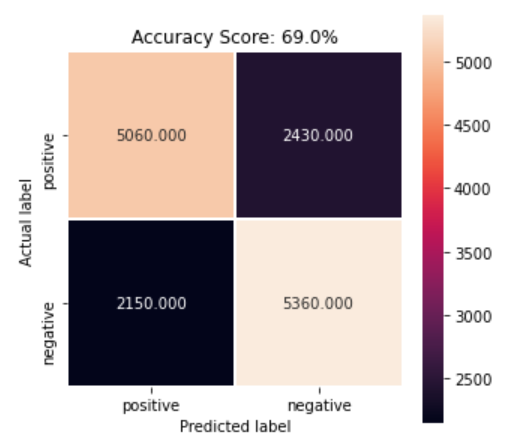 Accuracy Score: 69.0%
Actual label
positive
negative
5060.000
2430.000
2150.000
5360.000
positive
negative
Predicted label
5000
4500
4000
3500
3000
2500